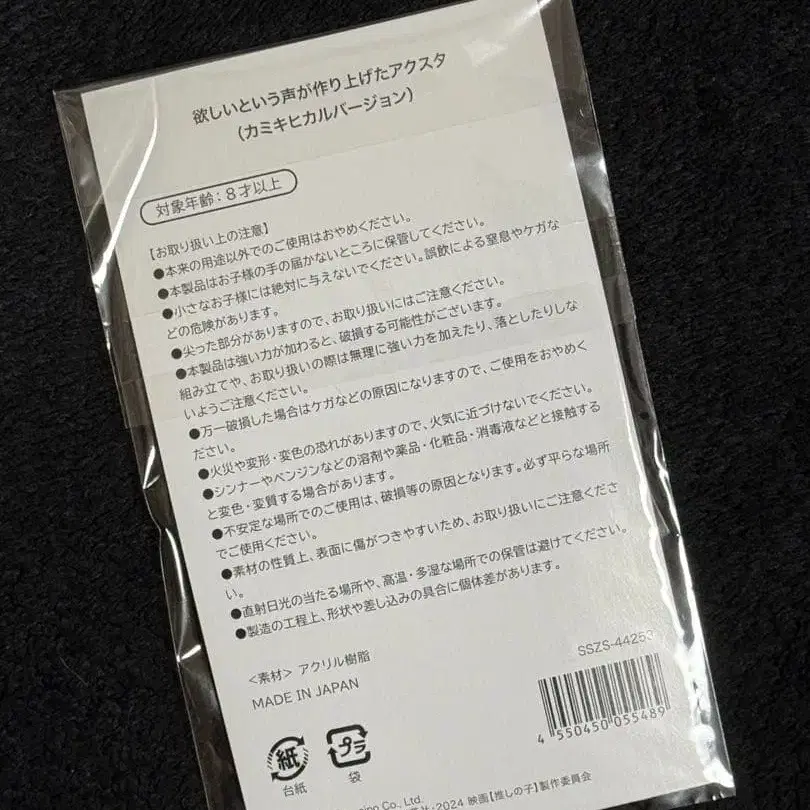 欲しいという声が作り上げたアクスタ
(カミキヒカルバージョン)
対象年齢：8才以上
【お取り扱い上の注意】
●本来の用途以外でのご使用はおやめください。
●本製品はお子様の手の届かないところに保管してください。
●小さなお子様には絶対に与えないでください。誤飲による窒息やケガな
どの危険があります。
●尖った部分がありますので、お取り扱いにはご注意ください。
●本製品は強い力が加わると、破損する可能性がございます。
組み立てや、お取り扱いの際は無理に強い力を加えたり、落としたりしな
いようご注意ください。
●万一破損した場合はケガなどの原因になりますので、ご使用をおやめく
ださい。
●火災や変形・変色の恐れがありますので、火気に近づけないでください。
●シンナーやベンジンなどの溶剤や薬品・化粧品・消毒液などと接触する
と変色・変質する場合があります。
●不安定な場所でのご使用は、破損等の原因となります。必ず平らな場所
でご使用ください。
●素材の性質上、表面に傷がつきやすいため、お取り扱いにご注意くださ
い。
●直射日光の当たる場所や、高温・多湿な場所での保管は避けてください。
●製造の工程上、形状や差し込みの具合に個体差があります。
<素材> アクリル樹脂
MADE IN JAPAN
SSZS-44253
4 550450 055489
紙
台紙
プラ
袋
Co., Ltd.
2024 映画【推しの子】製作委員会